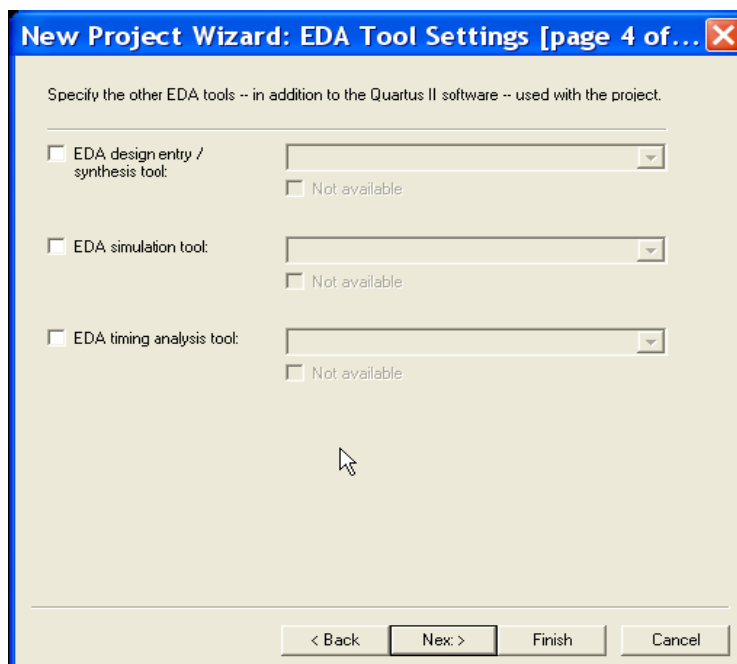 New Project Wizard: EDA Tool Settings [page 4 of...
Specify the other EDA tools -- in addition to the Quartus II software -- used with the project.
EDA design entry /
synthesis tool:
Not available
EDA simulation tool:
Not available
EDA timing analysis tool:
Not available
< Back Next > Finish Cancel